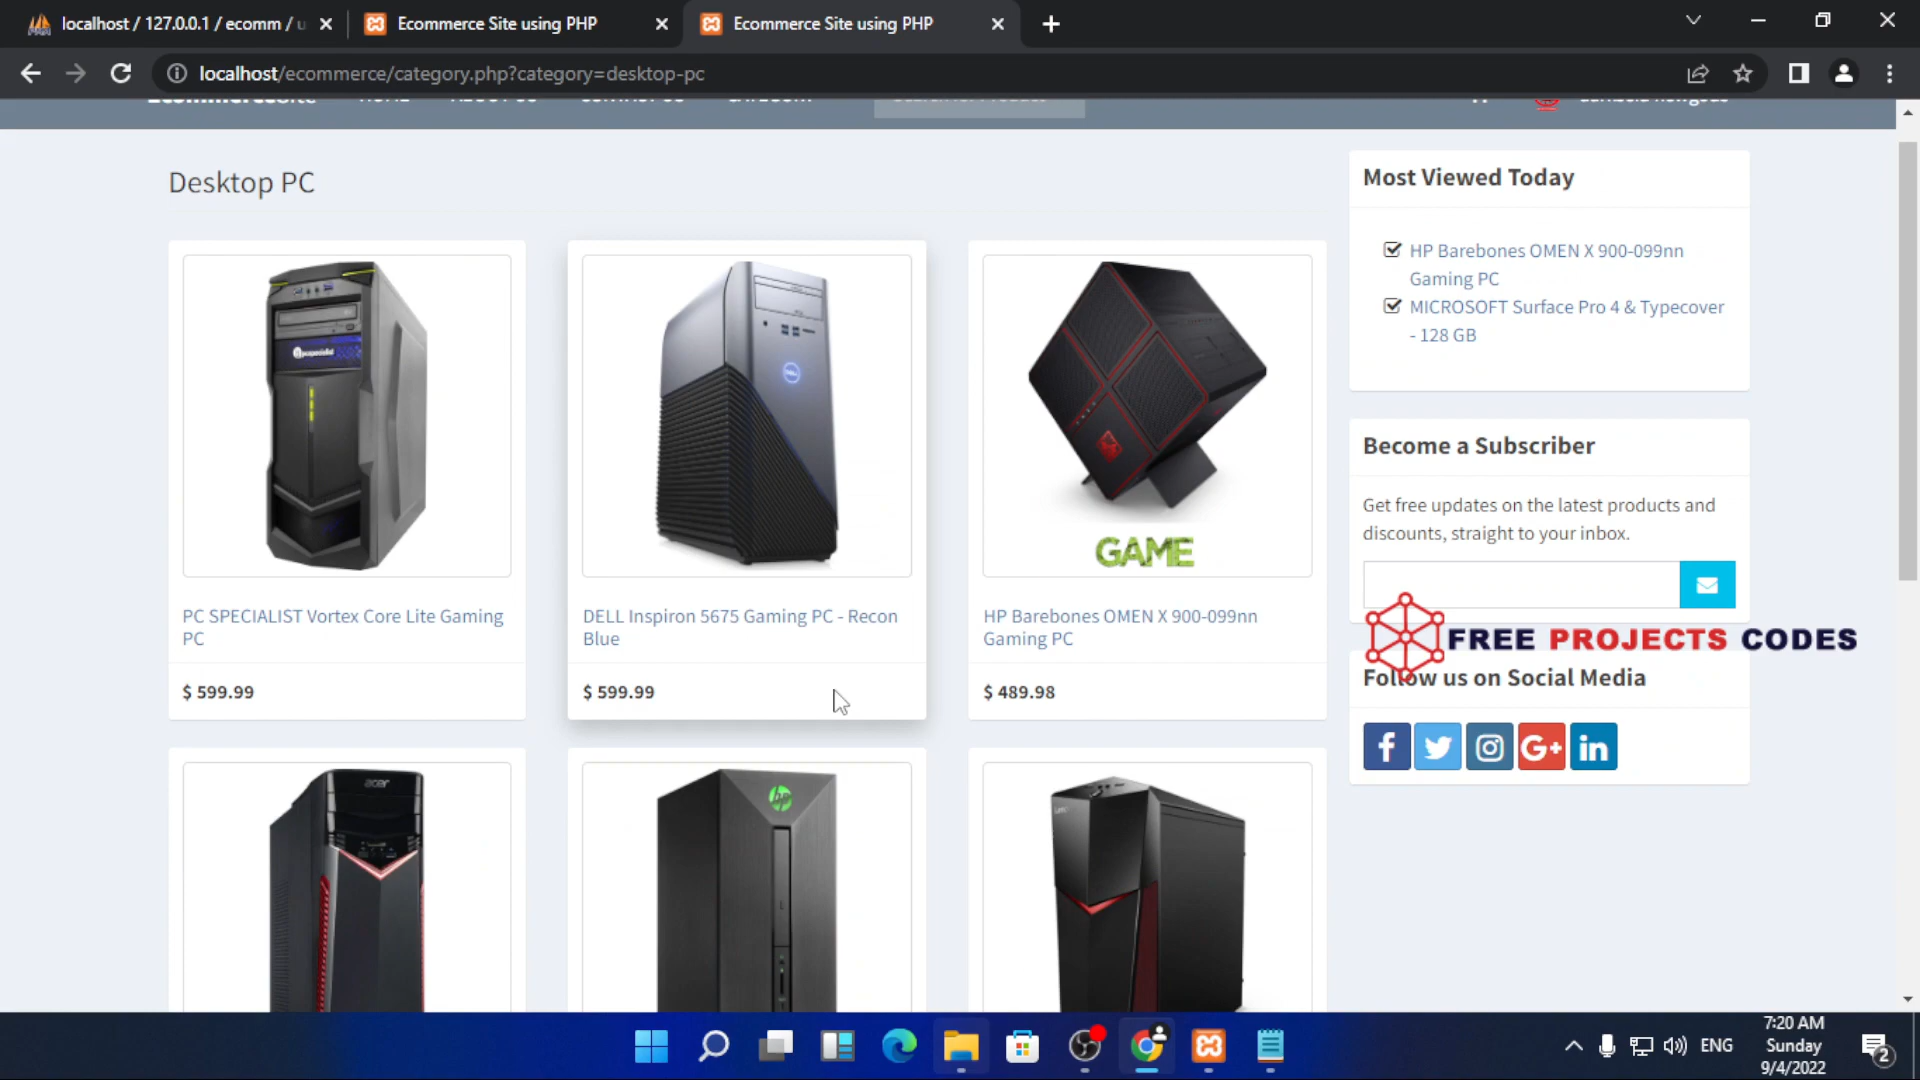 localhost / 127.0.0.1 / ecomm / u
Ecommerce Site using PHP
Ecommerce Site using PHP
localhost/ecommerce/category.php?category=desktop-pc
Desktop PC
PC SPECIALIST Vortex Core Lite Gaming
PC
$ 599.99
DELL Inspiron 5675 Gaming PC - Recon
Blue
$ 599.99
GAME
HP Barebones OMEN X 900-099nn
Gaming PC
$ 489.98
acer
hp
Most Viewed Today
HP Barebones OMEN X 900-099nn
Gaming PC
MICROSOFT Surface Pro 4 & Typecover
- 128 GB
Become a Subscriber
Get free updates on the latest products and
discounts, straight to your inbox.
FREE PROJECTS CODES
Follow us on Social Media
ENG
7:20 AM
Sunday
9/4/2022
2